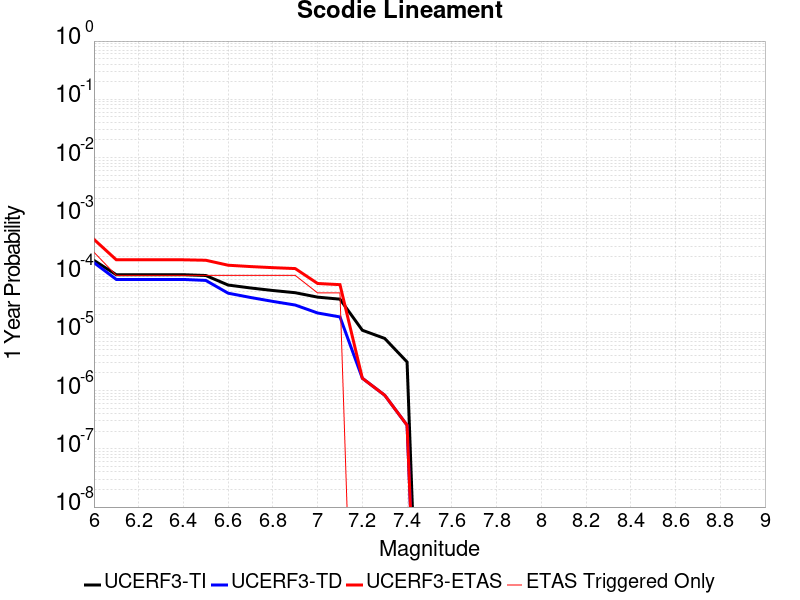 Scodie Lineament
10^0
10^-1
10^-2
10^-3
10^-4
10^-5
10^-6
10^-7
10^-8
1 Year Probability
6 6.2 6.4 6.6 6.8 7 7.2 7.4 7.6 7.8 8 8.2 8.4 8.6 8.8 9
Magnitude
UCERF3-TI UCERF3-TD UCERF3-ETAS ETAS Triggered Only